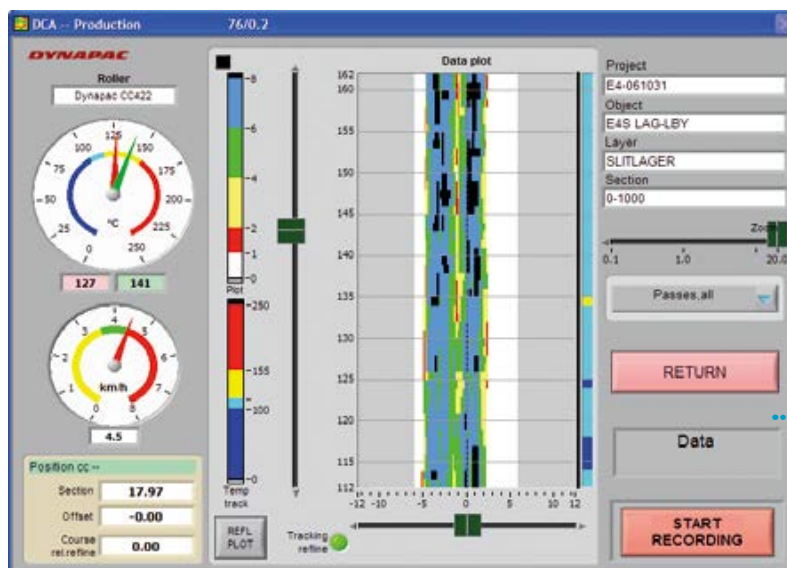 DCA -- Production 76/0.2
DYNAPAC
Roller
Dynapac CC422
125
100 150
75 175
50 200
25 225
0 250
°C
127 141
4
3 5
2 6
1 7
0 8
km/h
4.5
Position cc --
Section 17.97
Offset -0.00
Course
rel.refline 0.00
8
6
4
2
1
0
Plot
250
155
100
0
Temp
track
REFL
PLOT
Data plot
162
160
155
150
145
140
135
130
125
120
115
112
-12 -10 -5 0 5 10 12
Tracking
refline
Project
E4-061031
Object
E4S LAG-LBY
Layer
SLITLAGER
Section
0-1000
Zoom
0.1 1.0 20.0
Passes.all
RETURN
Data
START
RECORDING